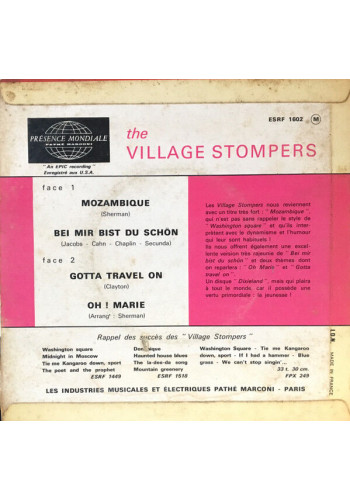 ESRF 1602 M
PRÉSENCE MONDIALE
PATHÉ MARCONI
"An EPIC recording"
Enregistré aux U.S.A.
the
VILLAGE STOMPERS
face 1
MOZAMBIQUE
(Sherman)
BEI MIR BIST DU SCHÖN
(Jacobs - Cahn - Chaplin - Secunda)
face 2
GOTTA TRAVEL ON
(Clayton)
OH ! MARIE
(Arrangt : Sherman)
Les Village Stompers nous reviennent
avec un titre très fort : " Mozambique ",
qui n'est pas sans rappeler le style de
" Washington square " et qu'ils inter-
prètent avec le dynamisme et l'humour
qui leur sont habituels !
Ils nous offrent également une excel-
lente version très rajeunie de " Bei mir
bist du schön " et deux thèmes dont
on reparlera : " Oh Marie " et " Gotta
travel on ".
Un disque " Dixieland ", mais qui plaira
à tout le monde, car il possède une
vertu primordiale : la jeunesse !
Rappel des succès des " Village Stompers "
Washington square
Midnight in Moscow
Tie me Kangaroo down, sport
The poet and the prophet
ESRF 1449
Haunted house blues
The la-dee-da song
Mountain greenery
ESRF 1518
Washington Square - Tie me Kangaroo
down, sport - If I had a hammer - Blue
grass - We can't stop singin'...
33 t. 30 cm.
FPX 249
LES INDUSTRIES MUSICALES ET ÉLECTRIQUES PATHÉ MARCONI - PARIS
MADE IN FRANCE